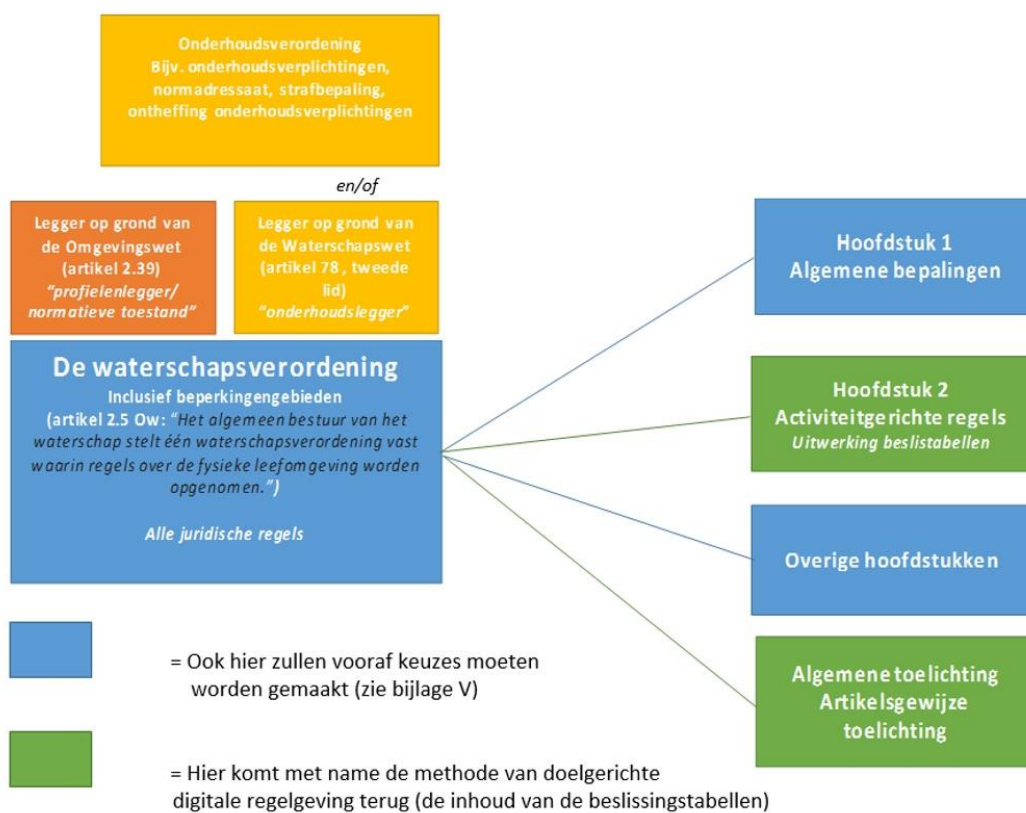 Onderhoudsverordening
Bijv. onderhoudsverplichtingen,
normadressaat, strafbepaling,
ontheffing onderhoudsverplichtingen
en/of
Legger op grond van
de Omgevingswet
(artikel 2.39)
"profielenlegger/
normatieve toestand"
Legger op grond van
de Waterschapswet
(artikel 78 , tweede
lid)
"onderhoudslegger"
De waterschapsverordening
Inclusief beperkingengebieden
(artikel 2.5 Ow: "Het algemeen bestuur van het
waterschap stelt één waterschapsverordening vast
waarin regels over de fysieke leefomgeving worden
opgenomen.")
Alle juridische regels
Hoofdstuk 1
Algemene bepalingen
Hoofdstuk 2
Activiteitgerichte regels
Uitwerking beslistabellen
Overige hoofdstukken
Algemene toelichting
Artikelsgewijze
toelichting
= Ook hier zullen vooraf keuzes moeten
worden gemaakt (zie bijlage V)
= Hier komt met name de methode van doelgerichte
digitale regelgeving terug (de inhoud van de beslissingstabellen)